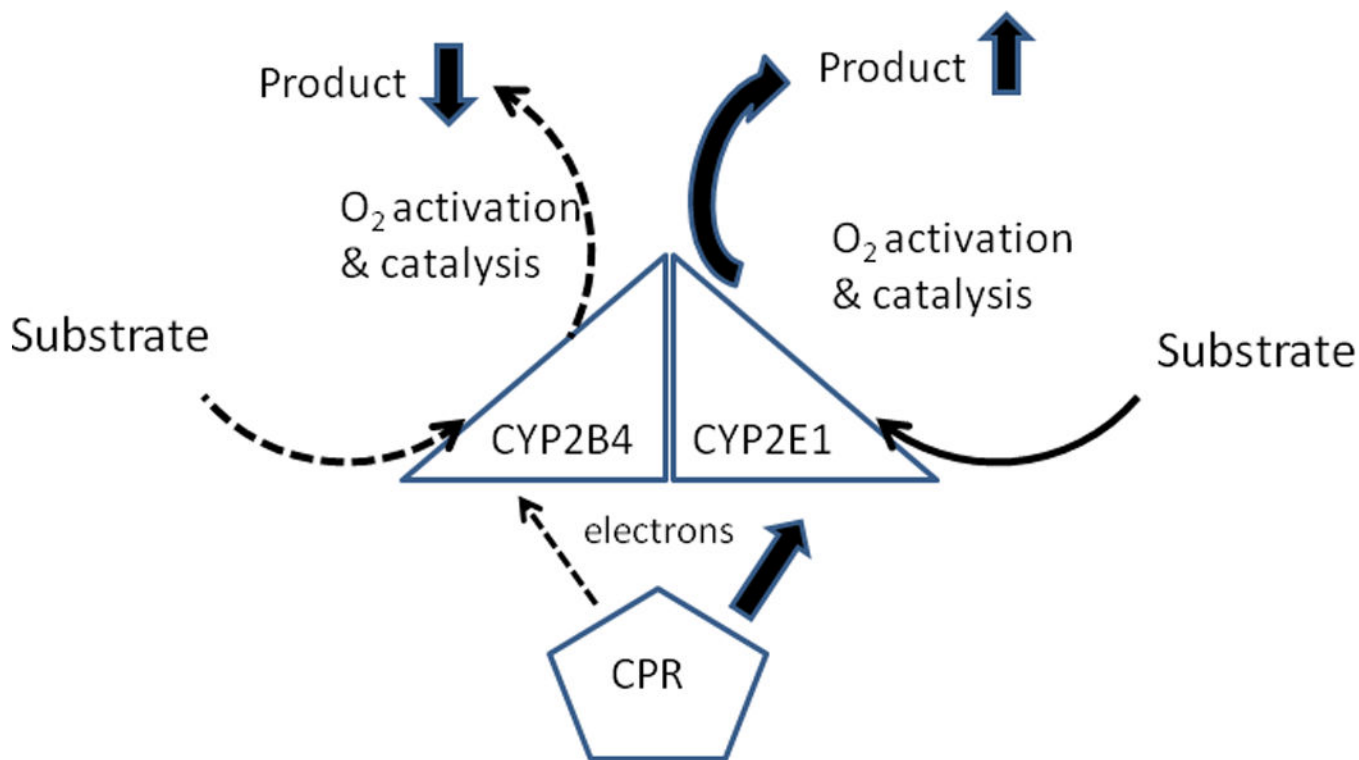 Product
Product
O₂ activation
& catalysis
O₂ activation
& catalysis
Substrate
Substrate
CYP2B4
CYP2E1
electrons
CPR